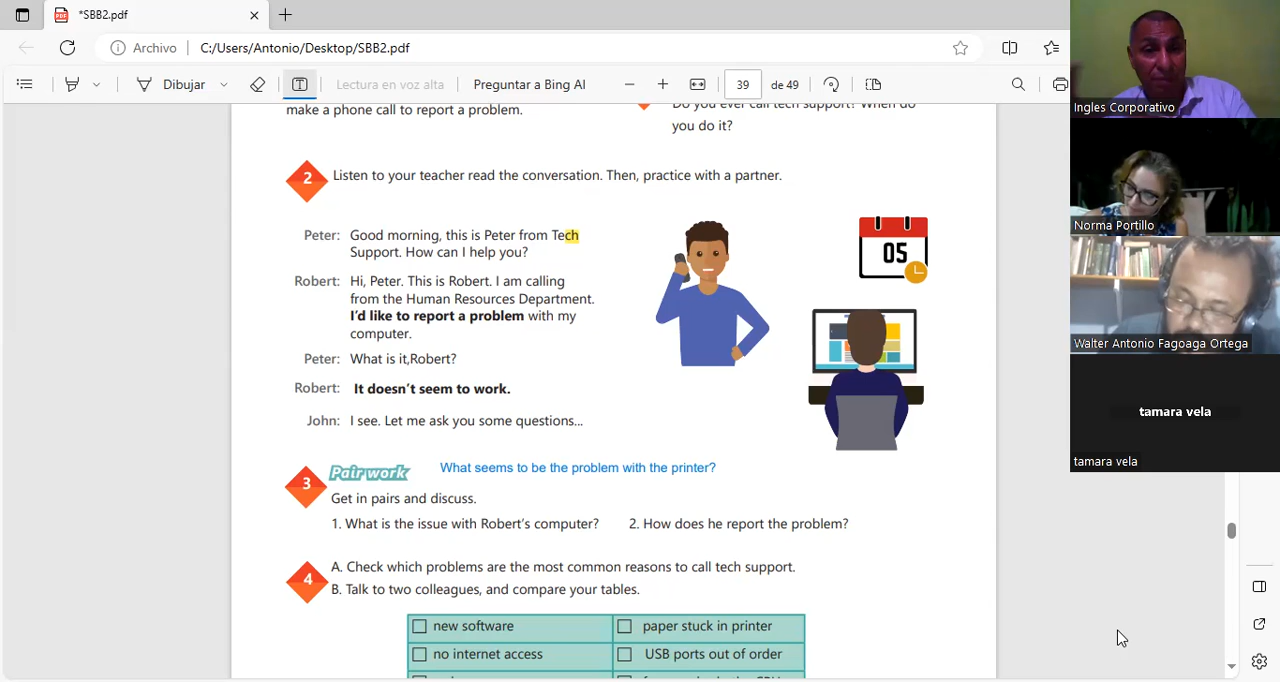 *SBB2.pdf
Archivo
C:/Users/Antonio/Desktop/SBB2.pdf
Dibujar
Lectura en voz alta
Preguntar a Bing AI
39
de 49
make a phone call to report a problem.
Do you ever call tech support? When do
you do it?
2
Listen to your teacher read the conversation. Then, practice with a partner.
Peter: Good morning, this is Peter from Tech
Support. How can I help you?
Robert: Hi, Peter. This is Robert. I am calling
from the Human Resources Department.
I'd like to report a problem with my
computer.
Peter: What is it,Robert?
Robert: It doesn't seem to work.
John: I see. Let me ask you some questions...
05
3
Pair work
What seems to be the problem with the printer?
Get in pairs and discuss.
1. What is the issue with Robert's computer?
2. How does he report the problem?
4
A. Check which problems are the most common reasons to call tech support.
B. Talk to two colleagues, and compare your tables.
new software
paper stuck in printer
no internet access
USB ports out of order
Ingles Corporativo
Norma Portillo
Walter Antonio Fagoaga Ortega
tamara vela
tamara vela